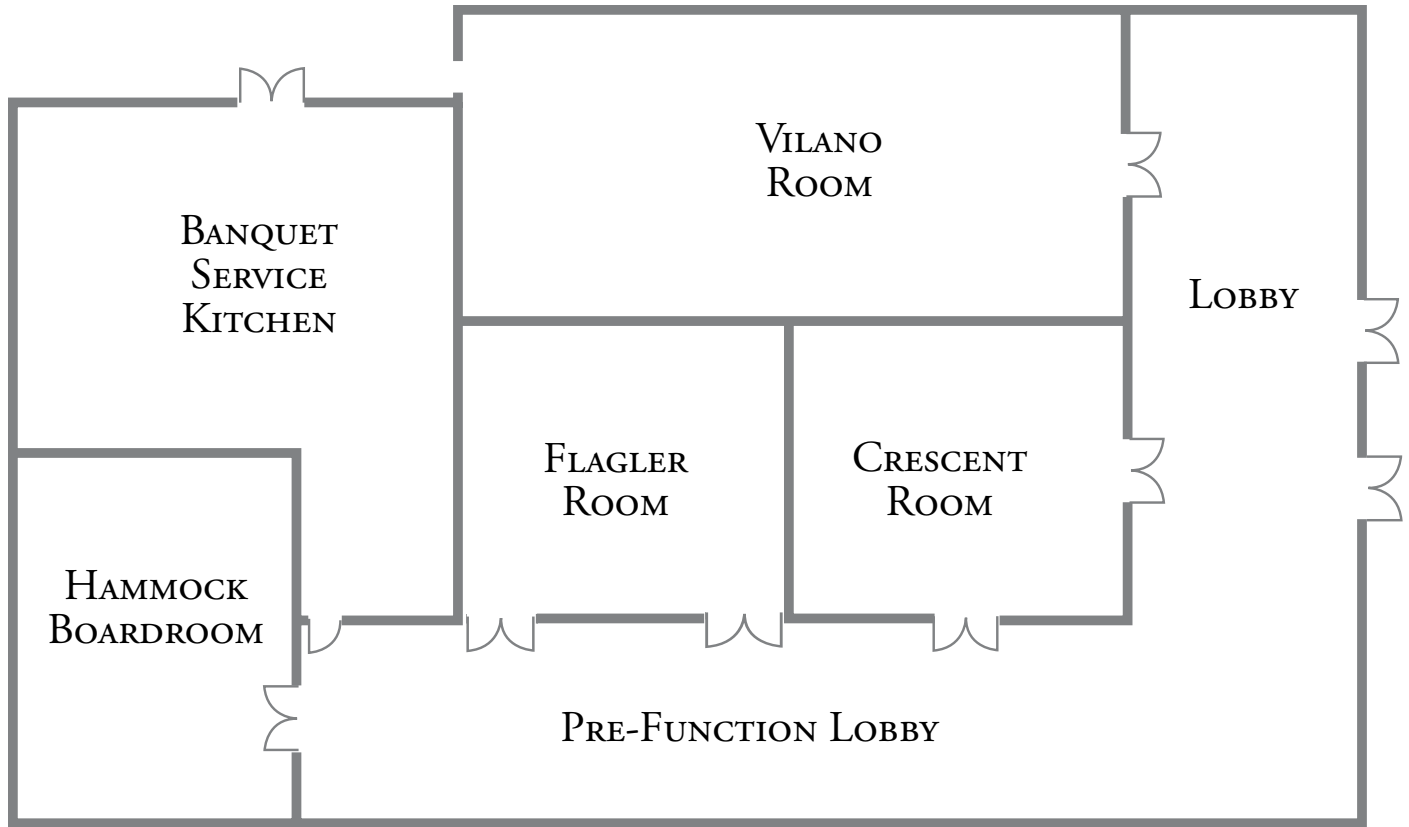 Vilano
Room
Banquet
Service
Kitchen
Lobby
Flagler
Room
Crescent
Room
Hammock
Boardroom
Pre-Function Lobby